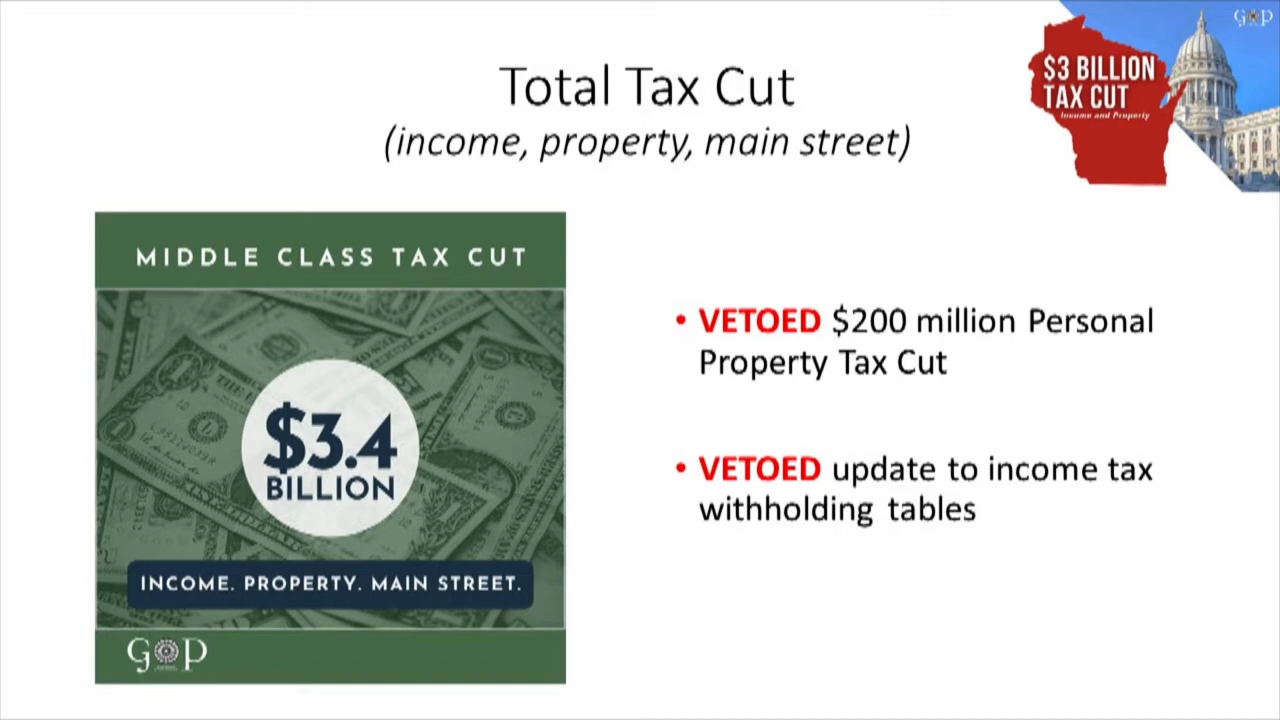 GOP
$3 BILLION
TAX CUT
Income and Property
Total Tax Cut
(income, property, main street)
MIDDLE CLASS TAX CUT
$3.4
BILLION
INCOME. PROPERTY. MAIN STREET.
GOP
• VETOED $200 million Personal
Property Tax Cut
• VETOED update to income tax
withholding tables